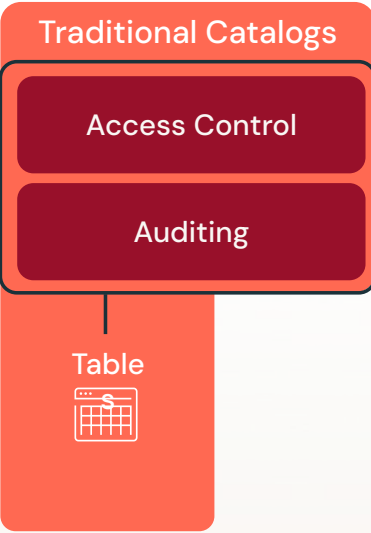 Traditional Catalogs
Access Control
Auditing
Table
s